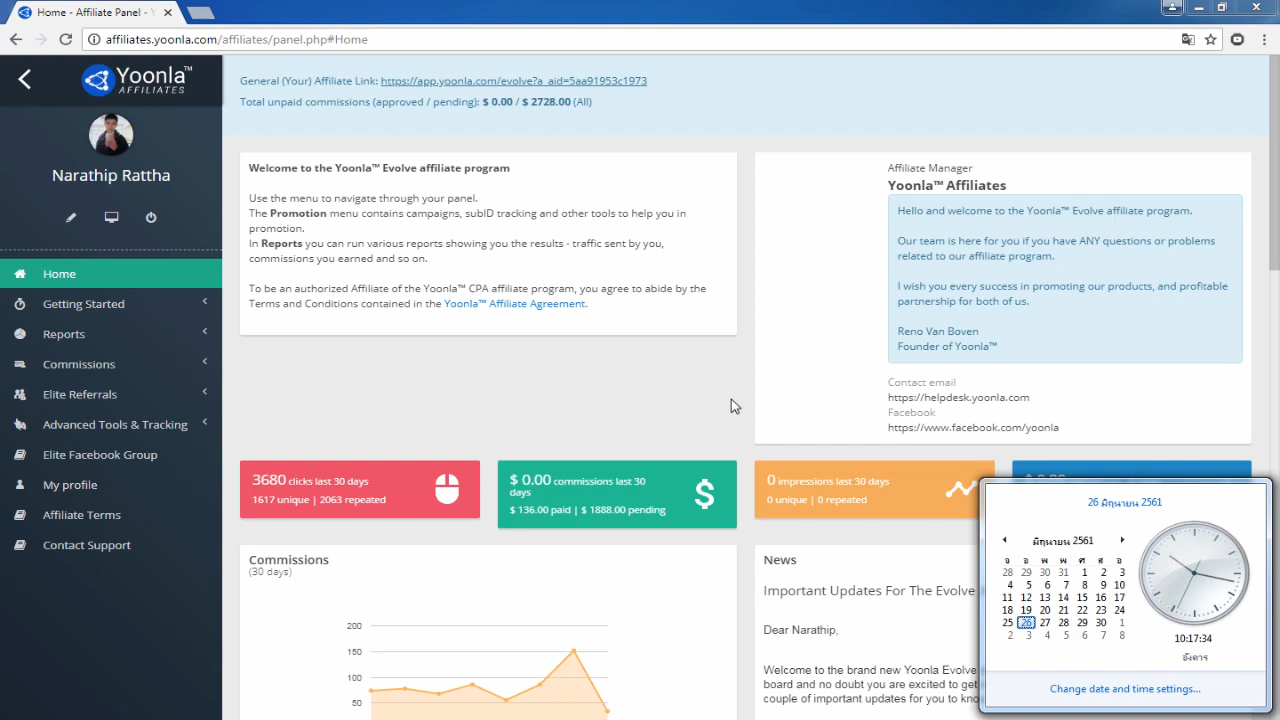 Home - Affiliate Panel - Y
affiliates.yoonla.com/affiliates/panel.php#Home
Yoonla™
AFFILIATES
Narathip Rattha
Home
Getting Started
Reports
Commissions
Elite Referrals
Advanced Tools & Tracking
Elite Facebook Group
My profile
Affiliate Terms
Contact Support
General (Your) Affiliate Link: https://app.yoonla.com/evolve?a_aid=5aa91953c1973
Total unpaid commissions (approved / pending): $ 0.00 / $ 2728.00 (All)
Welcome to the Yoonla™ Evolve affiliate program
Use the menu to navigate through your panel.
The Promotion menu contains campaigns, subID tracking and other tools to help you in
promotion.
In Reports you can run various reports showing you the results - traffic sent by you,
commissions you earned and so on.
To be an authorized Affiliate of the Yoonla™ CPA affiliate program, you agree to abide by the
Terms and Conditions contained in the Yoonla™ Affiliate Agreement.
Affiliate Manager
Yoonla™ Affiliates
Hello and welcome to the Yoonla™ Evolve affiliate program.
Our team is here for you if you have ANY questions or problems
related to our affiliate program.
I wish you every success in promoting our products, and profitable
partnership for both of us.
Reno Van Boven
Founder of Yoonla™
Contact email
https://helpdesk.yoonla.com
Facebook
https://www.facebook.com/yoonla
3680 clicks last 30 days
1617 unique | 2063 repeated
$ 0.00 commissions last 30
days
$ 136.00 paid | $ 1888.00 pending
0 impressions last 30 days
0 unique | 0 repeated
Commissions
(30 days)
200
150
100
50
News
Important Updates For The Evolve
Dear Narathip,
Welcome to the brand new Yoonla Evolve
board and no doubt you are excited to get
couple of important updates for you to kno
26 มิถุนายน 2561
มิถุนายน 2561
จ อ พ พ ศ ส อ
28 29 30 31 1 2 3
4 5 6 7 8 9 10
11 12 13 14 15 16 17
18 19 20 21 22 23 24
25 26 27 28 29 30 1
2 3 4 5 6 7 8
10:17:34
อังคาร
Change date and time settings...